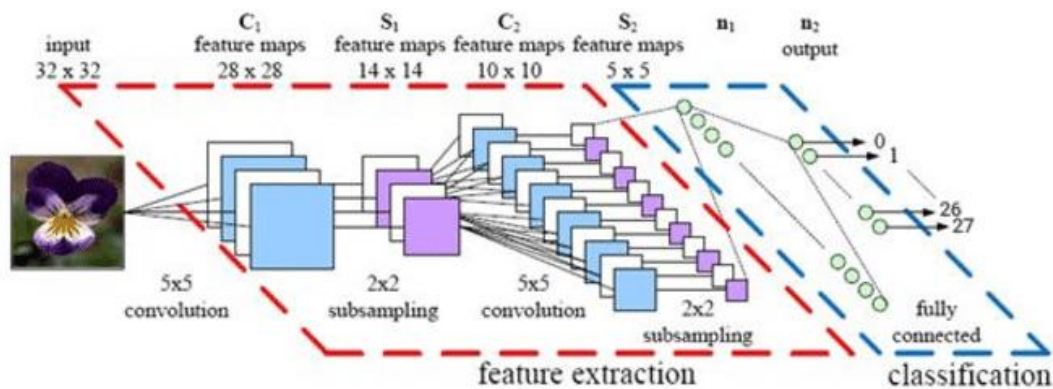 input
32 x 32
C₁
feature maps
28 x 28
S₁
feature maps
14 x 14
C₂
feature maps
10 x 10
S₂
feature maps
5 x 5
n₁
n₂
output
0
1
26
27
5x5
convolution
2x2
subsampling
5x5
convolution
2x2
subsampling
fully
connected
feature extraction
classification